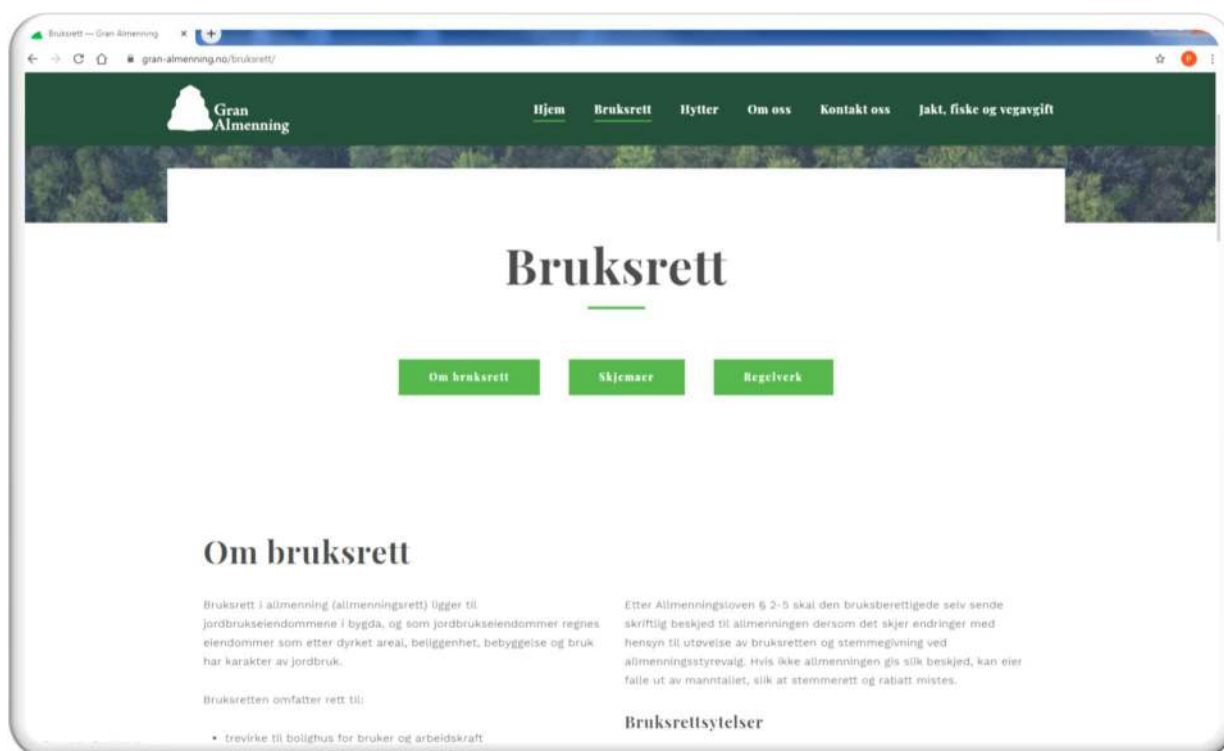 Bruksrett — Gran Almenning
gran-almenning.no/bruksrett/
P
Gran
Almenning
Hjem Bruksrett Hytter Om oss Kontakt oss Jakt, fiske og vegavgift
Bruksrett
Om bruksrett Skjemaer Regelverk
Om bruksrett
Bruksrett i allmenning (allmenningsrett) ligger til
jordbrukseiendommene i bygda, og som jordbrukseiendommer regnes
eiendommer som etter dyrket areal, beliggenhet, bebyggelse og bruk
har karakter av jordbruk.
Bruksretten omfatter rett til:
• trevirke til bolighus for bruker og arbeidskraft
Etter Allmenningsloven § 2-5 skal den bruksberettigede selv sende
skriftlig beskjed til allmenningen dersom det skjer endringer med
hensyn til utøvelse av bruksretten og stemmegivning ved
allmenningsstyrevalg. Hvis ikke allmenningen gis slik beskjed, kan eier
falle ut av manntallet, slik at stemmerett og rabatt mistes.
Bruksrettsytelser